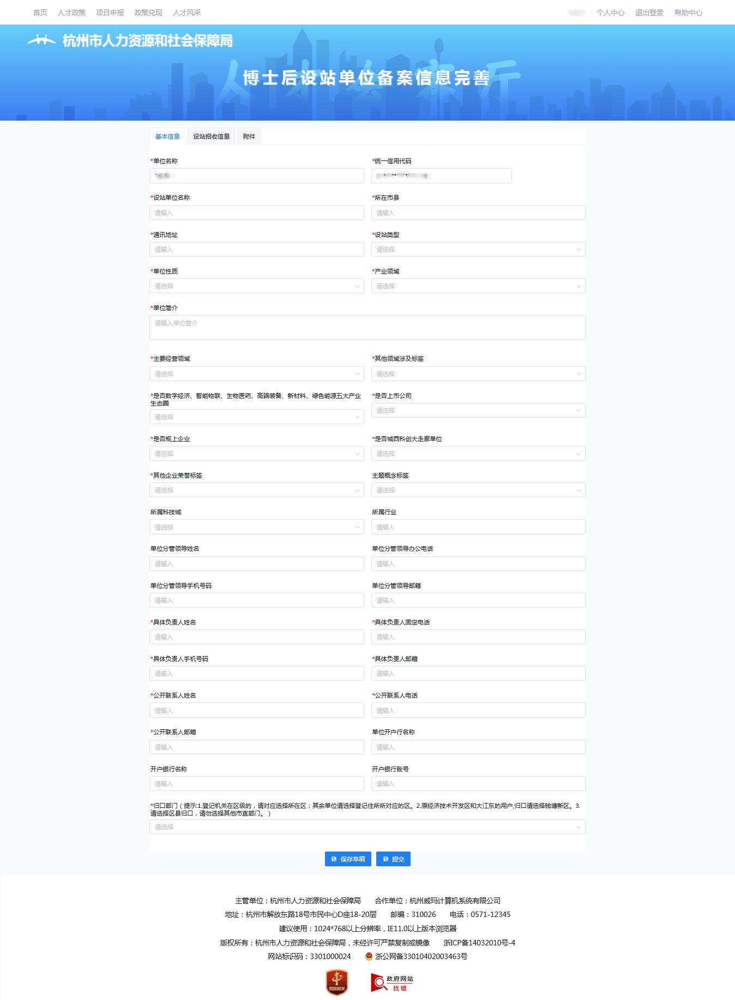 首页 人才政策 项目申报 政策兑现 人才风采 个人中心 退出登录 帮助中心
杭州市人力资源和社会保障局
博士后设站单位备案信息完善
基本信息 设站招收信息 附件
*单位名称 *统一信用代码
*设站单位名称 *所在市县
请输入 请输入
*通讯地址 *设站类型
请输入 请选择
*单位性质 *产业领域
请选择 请选择
*单位简介
请输入单位简介
*主要经营领域 *其他领域涉及标签
请选择 请选择
*是否数字经济、智能物联、生物医药、高端装备、新材料、绿色能源五大产业
生态圈
*是否上市公司
请选择 请选择
*是否规上企业 *是否城西科创大走廊单位
请选择 请选择
*其他企业荣誉标签 主题概念标签
请选择 请选择
所属科技城 所属行业
请选择 请输入
单位分管领导姓名 单位分管领导办公电话
请输入 请输入
单位分管领导手机号码 单位分管领导邮箱
请输入 请输入
*具体负责人姓名 *具体负责人固定电话
请输入 请输入
*具体负责人手机号码 *具体负责人邮箱
请输入 请输入
*公开联系人姓名 *公开联系人电话
请输入 请输入
*公开联系人邮箱 单位开户行名称
请输入 请输入
开户银行名称 开户银行账号
请输入 请输入
*归口部门（提示:1.登记机关在区级的，请对应选择所在区；其余单位请选择登记住所所对应的区。2.原经济技术开发区和大江东的用户,归口请选择钱塘新区。3.
请选择区县归口，请勿选择其他市直部门。）
请选择
保存草稿 提交
主管单位：杭州市人力资源和社会保障局 合作单位：杭州威玛计算机系统有限公司
地址：杭州市解放东路18号市民中心D座18-20层 邮编：310026 电话：0571-12345
建议使用：1024*768以上分辨率，IE11.0以上版本浏览器
版权所有：杭州市人力资源和社会保障局，未经许可严禁复制或镜像 浙ICP备14032010号-4
网站标识码：3301000024 浙公网备33010402003463号
党政机关 政府网站
找错